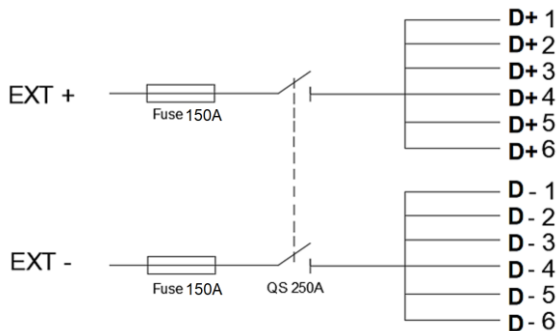 D+ 1
D+ 2
D+ 3
EXT + D+ 4
Fuse 150A
D+ 5
D+ 6
D - 1
D - 2
D - 3
EXT - D - 4
Fuse 150A QS 250A
D - 5
D - 6